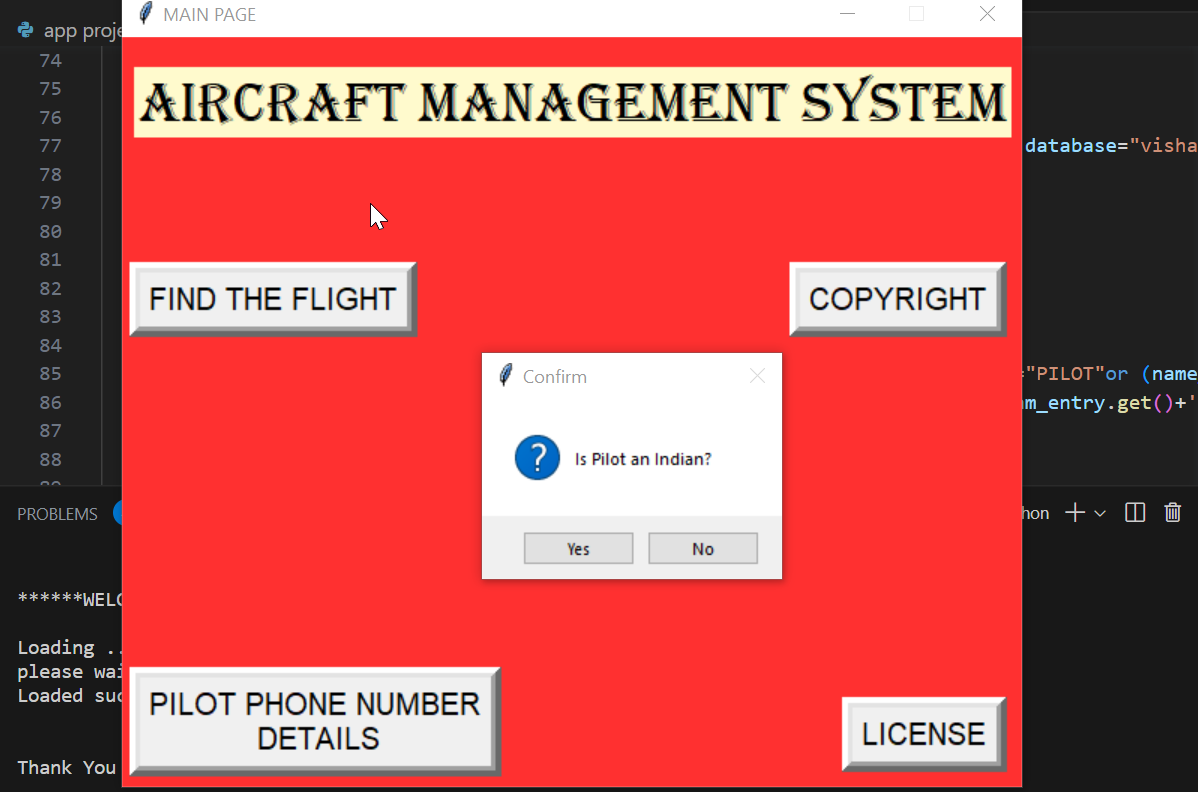 MAIN PAGE
app proje
AIRCRAFT MANAGEMENT SYSTEM
74
75
76
77
database="visha
78
79
80
81
82
83
84
85
="PILOT"or (name
86
m_entry.get()+'
87
88
FIND THE FLIGHT
COPYRIGHT
Confirm
Is Pilot an Indian?
Yes
No
PROBLEMS
hon
******WELC
Loading ..
please wai
Loaded suc
Thank You
PILOT PHONE NUMBER
DETAILS
LICENSE